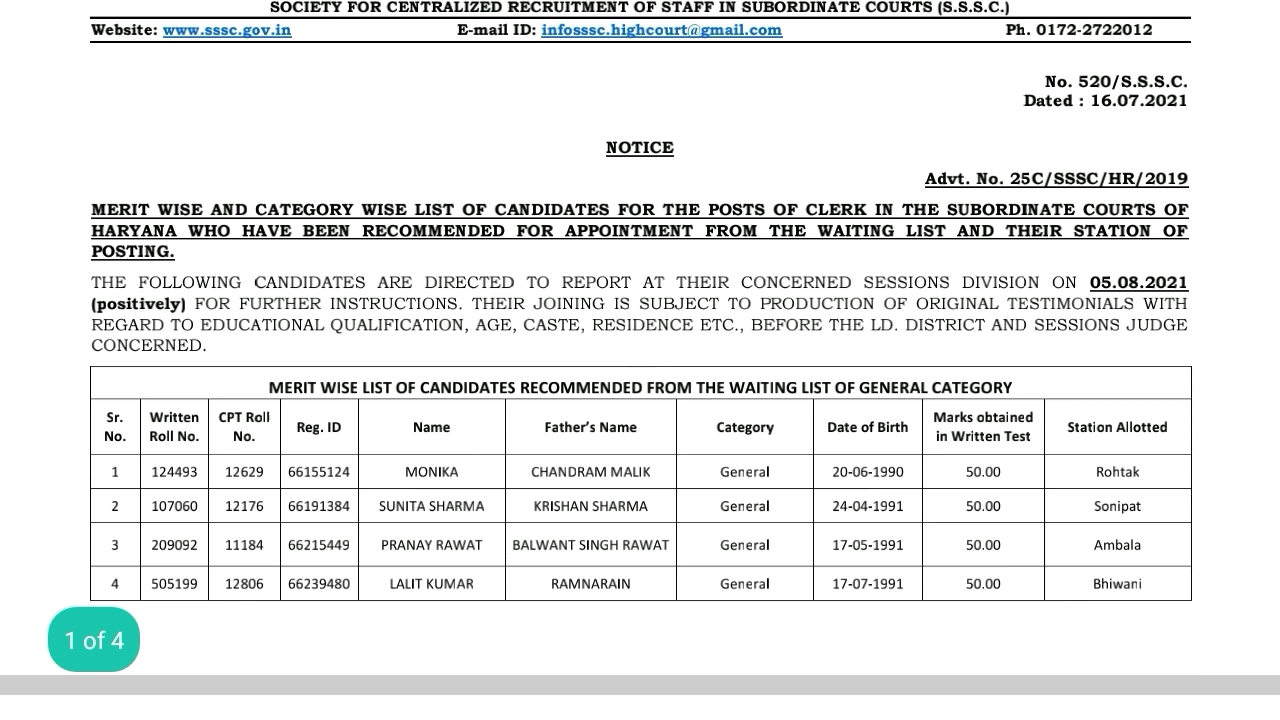 SOCIETY FOR CENTRALIZED RECRUITMENT OF STAFF IN SUBORDINATE COURTS (S.S.S.C.)
Website: www.sssc.gov.in E-mail ID: infosssc.highcourt@gmail.com Ph. 0172-2722012
No. 520/S.S.S.C.
Dated : 16.07.2021
NOTICE
Advt. No. 25C/SSSC/HR/2019
MERIT WISE AND CATEGORY WISE LIST OF CANDIDATES FOR THE POSTS OF CLERK IN THE SUBORDINATE COURTS OF
HARYANA WHO HAVE BEEN RECOMMENDED FOR APPOINTMENT FROM THE WAITING LIST AND THEIR STATION OF
POSTING.
THE FOLLOWING CANDIDATES ARE DIRECTED TO REPORT AT THEIR CONCERNED SESSIONS DIVISION ON 05.08.2021
(positively) FOR FURTHER INSTRUCTIONS. THEIR JOINING IS SUBJECT TO PRODUCTION OF ORIGINAL TESTIMONIALS WITH
REGARD TO EDUCATIONAL QUALIFICATION, AGE, CASTE, RESIDENCE ETC., BEFORE THE LD. DISTRICT AND SESSIONS JUDGE
CONCERNED.
MERIT WISE LIST OF CANDIDATES RECOMMENDED FROM THE WAITING LIST OF GENERAL CATEGORY
Sr. No. Written Roll No. CPT Roll No. Reg. ID Name Father's Name Category Date of Birth Marks obtained in Written Test Station Allotted
1 124493 12629 66155124 MONIKA CHANDRAM MALIK General 20-06-1990 50.00 Rohtak
2 107060 12176 66191384 SUNITA SHARMA KRISHAN SHARMA General 24-04-1991 50.00 Sonipat
3 209092 11184 66215449 PRANAY RAWAT BALWANT SINGH RAWAT General 17-05-1991 50.00 Ambala
4 505199 12806 66239480 LALIT KUMAR RAMNARAIN General 17-07-1991 50.00 Bhiwani
1 of 4